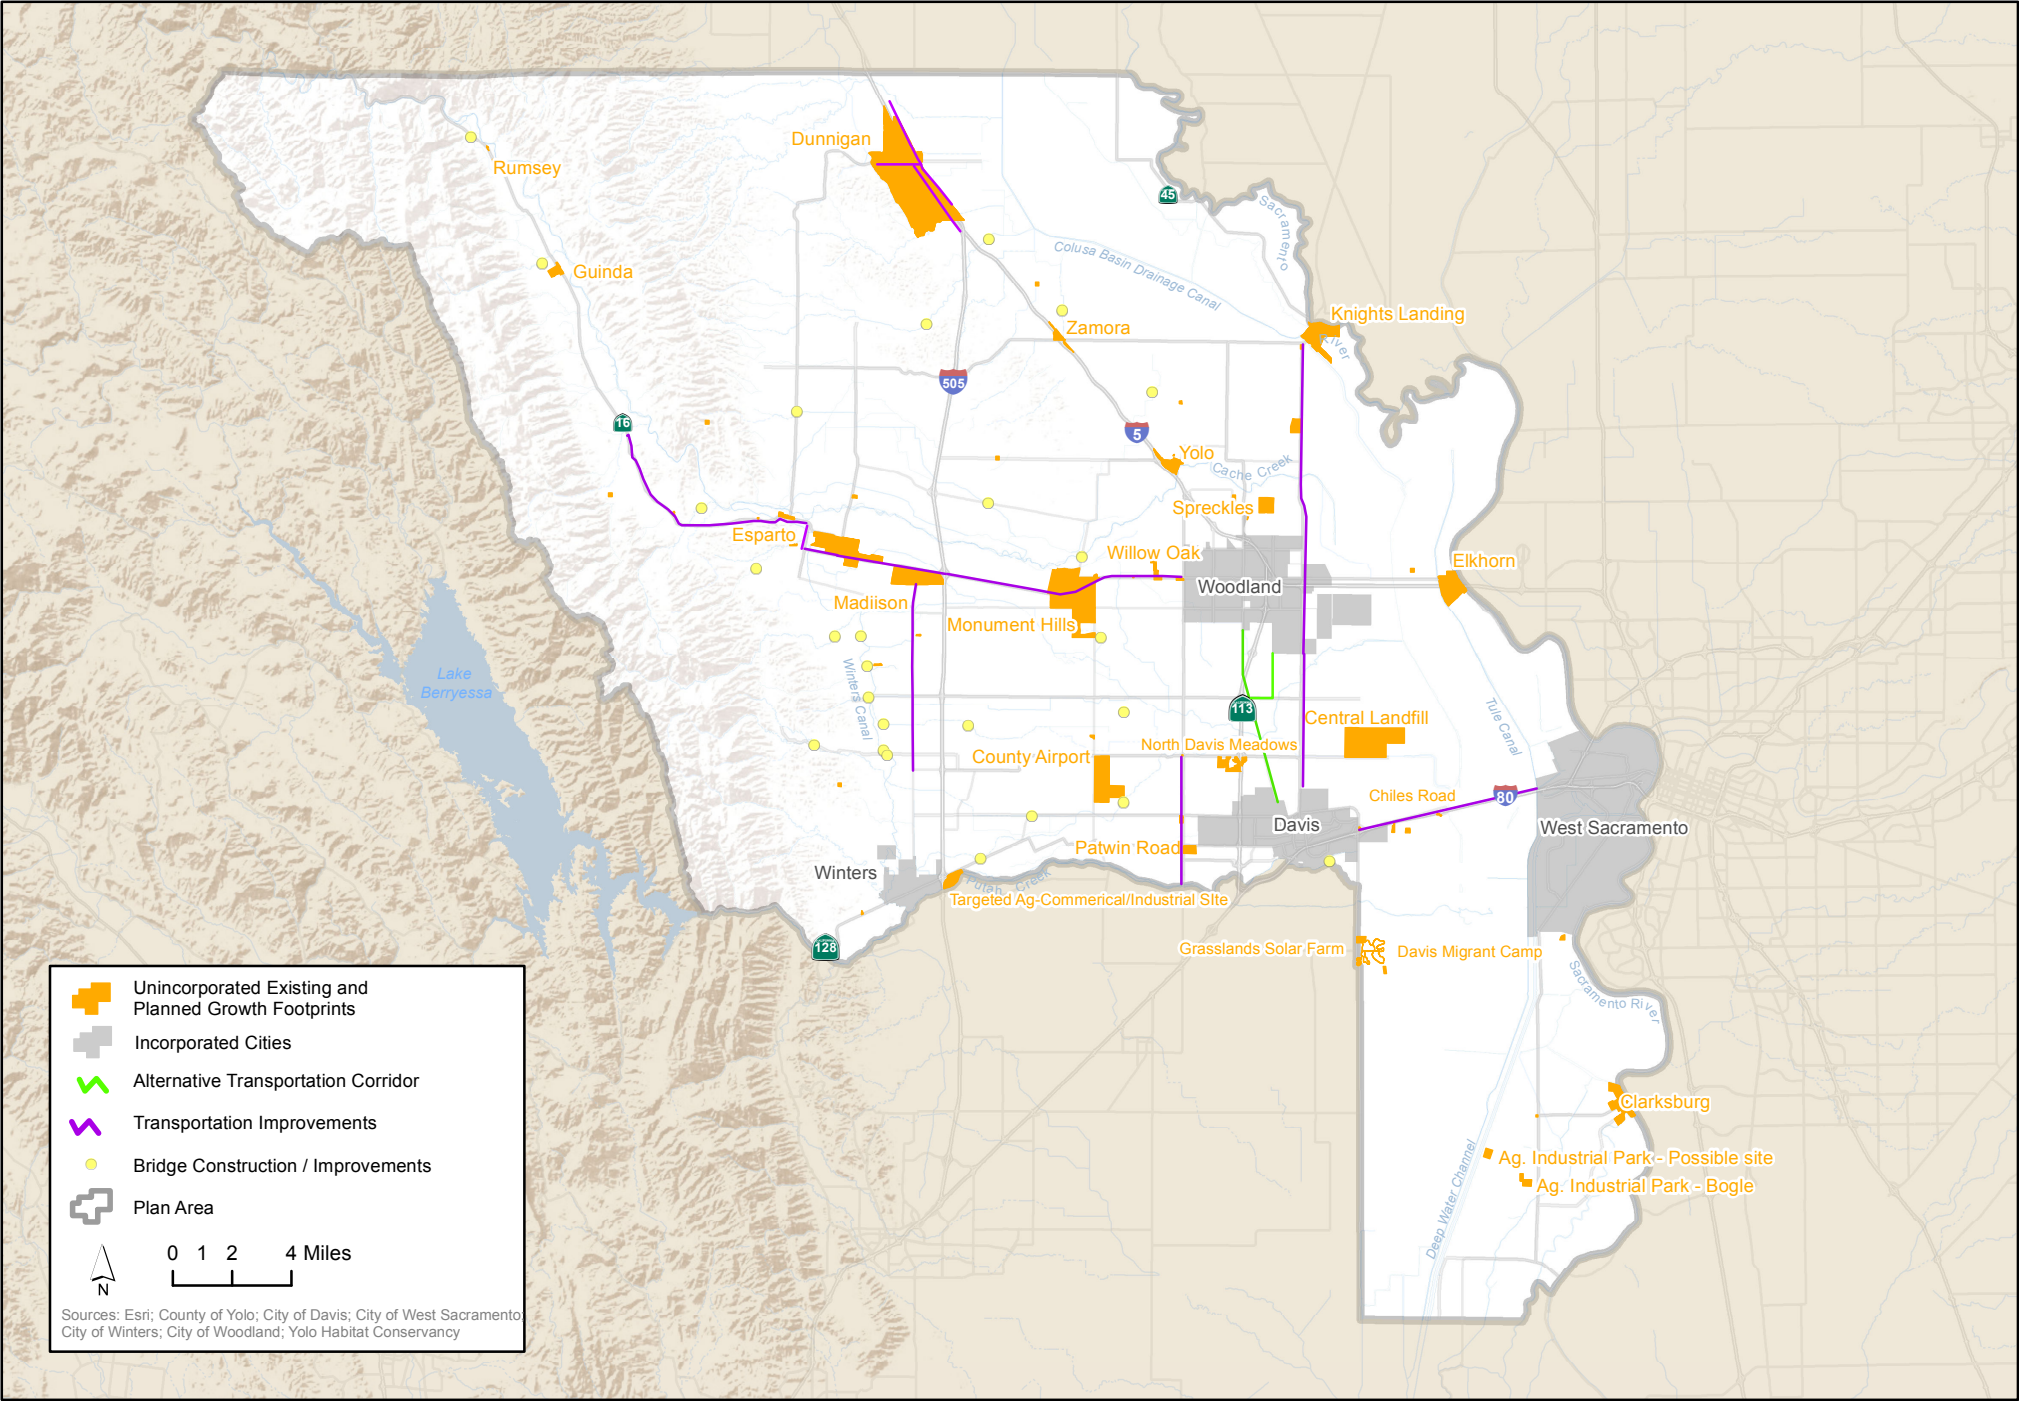 Dunnigan
Rumsey
45
Sacramento
Guinda
Colusa Basin Drainage Canal
Knights Landing
River
Zamora
505
16
5
Yolo
Cache Creek
Spreckles
Esparto
Willow Oak
Elkhorn
Woodland
Madiison
Monument Hills
Lake
Berryessa
Winters Canal
113
Tule Canal
Central Landfill
North Davis Meadows
County Airport
Chiles Road
80
Davis
West Sacramento
Patwin Road
Winters
Putah Creek
Targeted Ag-Commerical/Industrial SIte
128
Grasslands Solar Farm
Davis Migrant Camp
Sacramento River
Clarksburg
Deep Water Channel
Ag. Industrial Park - Possible site
Ag. Industrial Park - Bogle
Unincorporated Existing and
Planned Growth Footprints
Incorporated Cities
Alternative Transportation Corridor
Transportation Improvements
Bridge Construction / Improvements
Plan Area
N
0 1 2 4 Miles
Sources: Esri; County of Yolo; City of Davis; City of West Sacramento;
City of Winters; City of Woodland; Yolo Habitat Conservancy